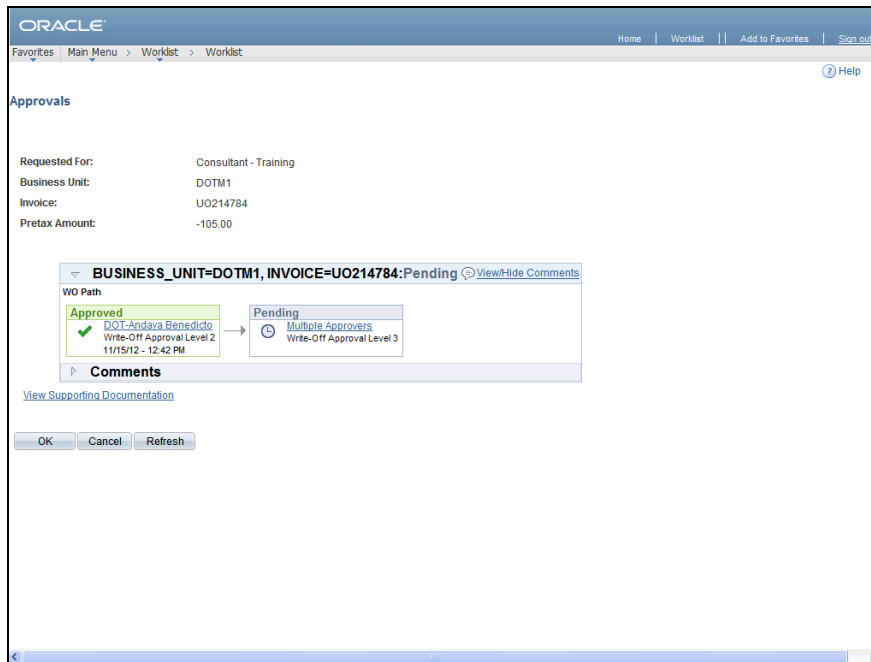 ORACLE
Home | Worklist || Add to Favorites | Sign out
Favorites Main Menu > Worklist > Worklist
? Help
Approvals
Requested For: Consultant - Training
Business Unit: DOTM1
Invoice: UO214784
Pretax Amount: -105.00
BUSINESS_UNIT=DOTM1, INVOICE=UO214784:Pending View/Hide Comments
WO Path
Approved
DOT-Andaya Benedicto
Write-Off Approval Level 2
11/15/12 - 12:42 PM
Pending
Multiple Approvers
Write-Off Approval Level 3
Comments
View Supporting Documentation
OK Cancel Refresh